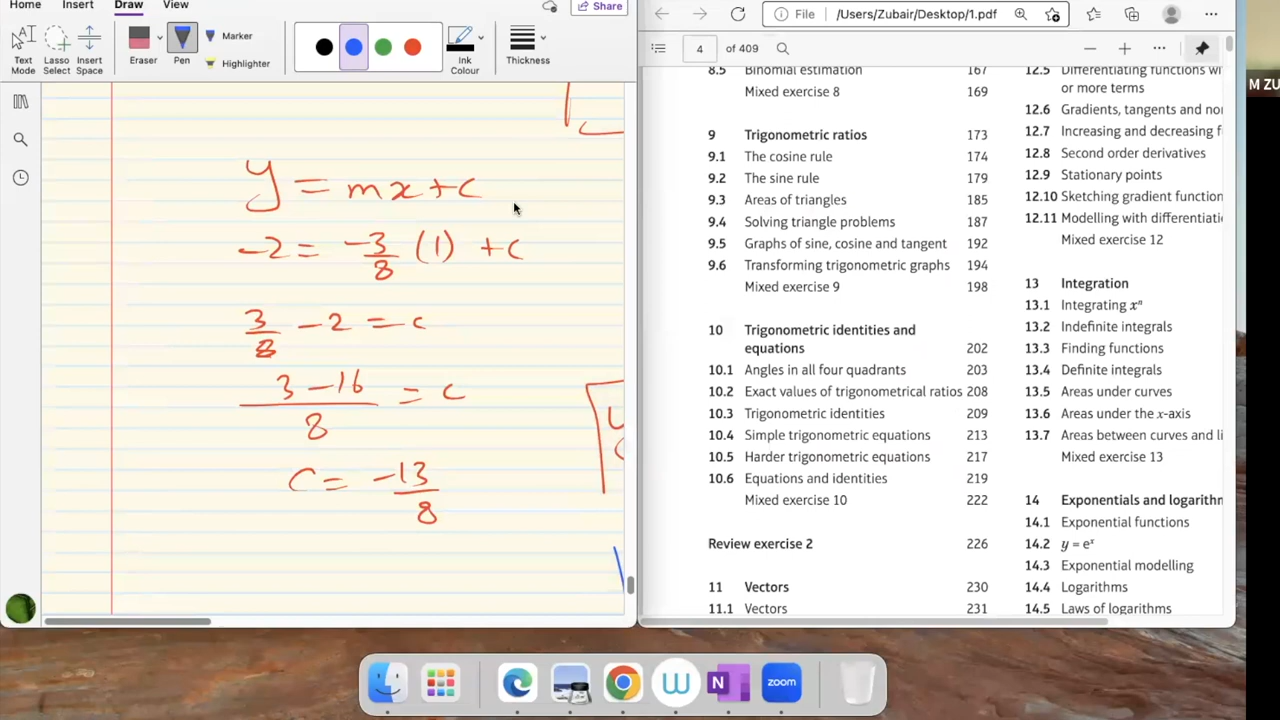 Home Insert Draw View
Share
Text Mode
Lasso Select
Insert Space
Eraser
Pen
Marker
Highlighter
Ink Colour
Thickness
y = mx + c
-2 = -3/8 (1) + c
3/8 - 2 = c
3 - 16 / 8 = c
c = -13/8
File /Users/Zubair/Desktop/1.pdf
4 of 409
8.5 Binomial estimation 167
Mixed exercise 8 169
9 Trigonometric ratios 173
9.1 The cosine rule 174
9.2 The sine rule 179
9.3 Areas of triangles 185
9.4 Solving triangle problems 187
9.5 Graphs of sine, cosine and tangent 192
9.6 Transforming trigonometric graphs 194
Mixed exercise 9 198
10 Trigonometric identities and
equations 202
10.1 Angles in all four quadrants 203
10.2 Exact values of trigonometrical ratios 208
10.3 Trigonometric identities 209
10.4 Simple trigonometric equations 213
10.5 Harder trigonometric equations 217
10.6 Equations and identities 219
Mixed exercise 10 222
Review exercise 2 226
11 Vectors 230
11.1 Vectors 231
12.5 Differentiating functions wi
or more terms
12.6 Gradients, tangents and nor
12.7 Increasing and decreasing f
12.8 Second order derivatives
12.9 Stationary points
12.10 Sketching gradient function
12.11 Modelling with differentiatio
Mixed exercise 12
13 Integration
13.1 Integrating xⁿ
13.2 Indefinite integrals
13.3 Finding functions
13.4 Definite integrals
13.5 Areas under curves
13.6 Areas under the x-axis
13.7 Areas between curves and li
Mixed exercise 13
14 Exponentials and logarithm
14.1 Exponential functions
14.2 y = eˣ
14.3 Exponential modelling
14.4 Logarithms
14.5 Laws of logarithms
M ZU
zoom